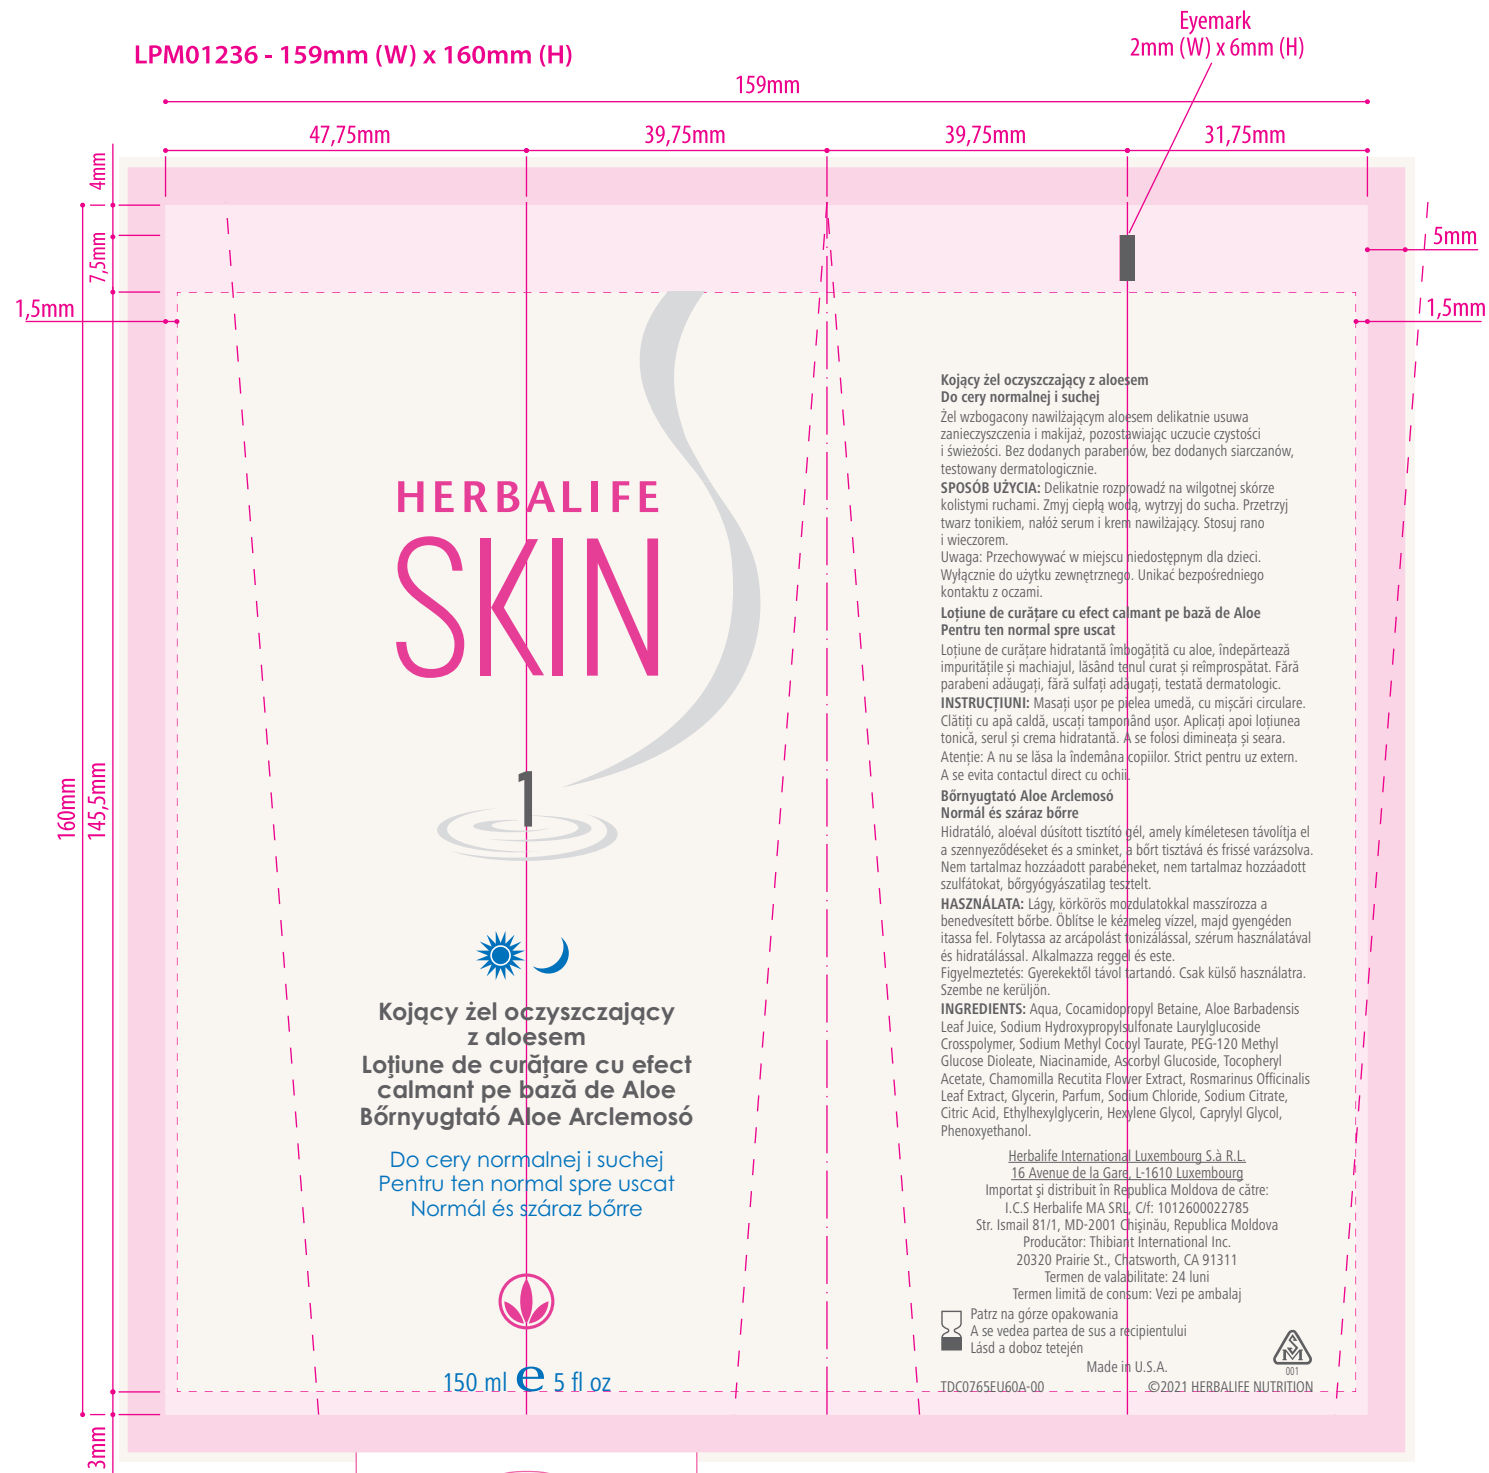 LPM01236 - 159mm (W) x 160mm (H)
Eyemark
2mm (W) x 6mm (H)
159mm
47,75mm
39,75mm
39,75mm
31,75mm
4mm
7,5mm
5mm
1,5mm
1,5mm
160mm
145,5mm
3mm
HERBALIFE
SKIN
1
Kojący żel oczyszczający
z aloesem
Loțiune de curățare cu efect
calmant pe bază de Aloe
Bőrnyugtató Aloe Arclemosó
Do cery normalnej i suchej
Pentru ten normal spre uscat
Normál és száraz bőrre
150 ml e 5 fl oz
Kojący żel oczyszczający z aloesem
Do cery normalnej i suchej
Żel wzbogacony nawilżającym aloesem delikatnie usuwa
zanieczyszczenia i makijaż, pozostawiając uczucie czystości
i świeżości. Bez dodanych parabenów, bez dodanych siarczanów,
testowany dermatologicznie.
SPOSÓB UŻYCIA: Delikatnie rozprowadź na wilgotnej skórze
kolistymi ruchami. Zmyj ciepłą wodą, wytrzyj do sucha. Przetrzyj
twarz tonikiem, nałóż serum i krem nawilżający. Stosuj rano
i wieczorem.
Uwaga: Przechowywać w miejscu niedostępnym dla dzieci.
Wyłącznie do użytku zewnętrznego. Unikać bezpośredniego
kontaktu z oczami.
Loțiune de curățare cu efect calmant pe bază de Aloe
Pentru ten normal spre uscat
Loțiune de curățare hidratantă îmbogățită cu aloe, îndepărtează
impuritățile și machiajul, lăsând tenul curat și reîmprospătat. Fără
parabeni adăugați, fără sulfați adăugați, testată dermatologic.
INSTRUCȚIUNI: Masați ușor pe pielea umedă, cu mișcări circulare.
Clătiți cu apă caldă, uscați tamponând ușor. Aplicați apoi loțiunea
tonică, serul și crema hidratantă. A se folosi dimineața și seara.
Atenție: A nu se lăsa la îndemâna copiilor. Strict pentru uz extern.
A se evita contactul direct cu ochii.
Bőrnyugtató Aloe Arclemosó
Normál és száraz bőrre
Hidratáló, aloéval dúsított tisztító gél, amely kíméletesen távolítja el
a szennyeződéseket és a sminket, a bőrt tisztává és frissé varázsolva.
Nem tartalmaz hozzáadott parabéneket, nem tartalmaz hozzáadott
szulfátokat, bőrgyógyászatilag tesztelt.
HASZNÁLATA: Lágy, körkörös mozdulatokkal masszírozza a
benedvesített bőrbe. Öblítse le kézmeleg vízzel, majd gyengéden
itassa fel. Folytassa az arcápolást tonizálással, szérum használatával
és hidratálással. Alkalmazza reggel és este.
Figyelmeztetés: Gyerekektől távol tartandó. Csak külső használatra.
Szembe ne kerüljön.
INGREDIENTS: Aqua, Cocamidopropyl Betaine, Aloe Barbadensis
Leaf Juice, Sodium Hydroxypropylsulfonate Laurylglucoside
Crosspolymer, Sodium Methyl Cocoyl Taurate, PEG-120 Methyl
Glucose Dioleate, Niacinamide, Ascorbyl Glucoside, Tocopheryl
Acetate, Chamomilla Recutita Flower Extract, Rosmarinus Officinalis
Leaf Extract, Glycerin, Parfum, Sodium Chloride, Sodium Citrate,
Citric Acid, Ethylhexylglycerin, Hexylene Glycol, Caprylyl Glycol,
Phenoxyethanol.
Herbalife International Luxembourg S.à R.L.
16 Avenue de la Gare, L-1610 Luxembourg
Importat și distribuit în Republica Moldova de către:
I.C.S Herbalife MA SRL, C/f: 1012600022785
Str. Ismail 81/1, MD-2001 Chişinău, Republica Moldova
Producător: Thibiant International Inc.
20320 Prairie St., Chatsworth, CA 91311
Termen de valabilitate: 24 luni
Termen limită de consum: Vezi pe ambalaj
Patrz na górze opakowania
A se vedea partea de sus a recipientului
Lásd a doboz tetején
Made in U.S.A.
SM
001
TDC0765EU60A-00
©2021 HERBALIFE NUTRITION